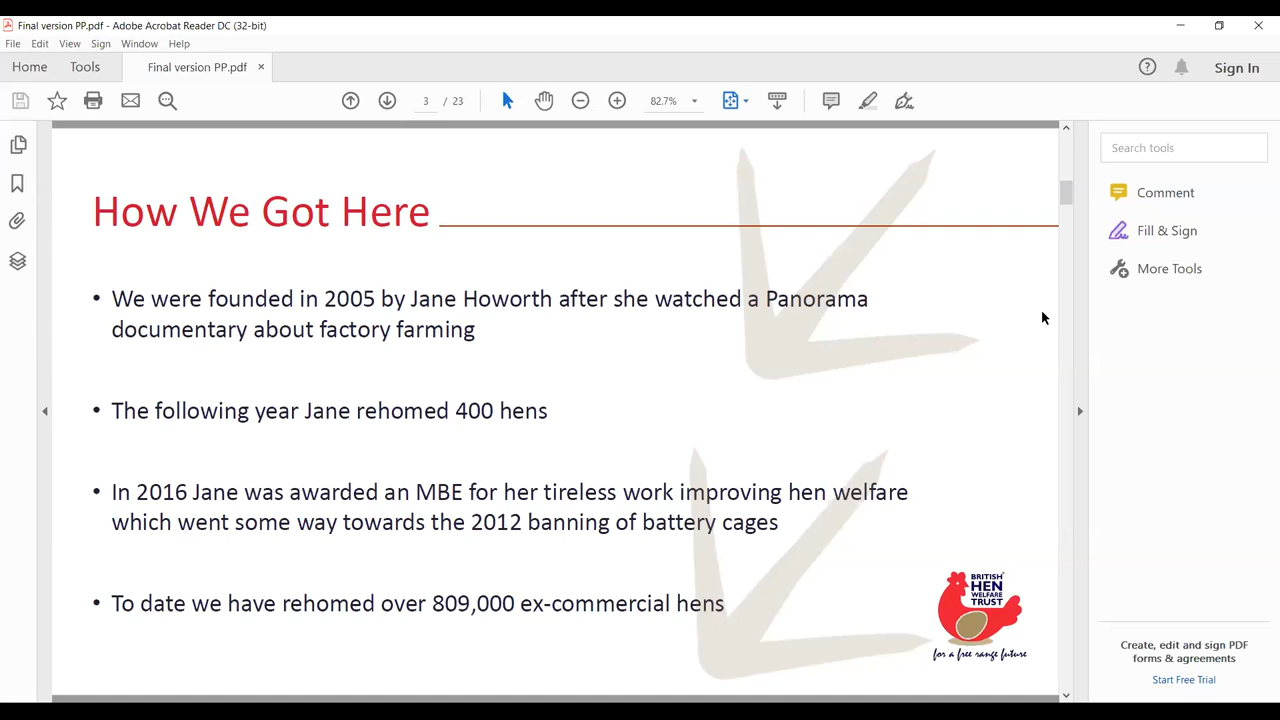 Final version PP.pdf - Adobe Acrobat Reader DC (32-bit)
File Edit View Sign Window Help
Home Tools Final version PP.pdf × Sign In
3 / 23 82.7%
Search tools
Comment
Fill & Sign
More Tools
How We Got Here
• We were founded in 2005 by Jane Howorth after she watched a Panorama
documentary about factory farming
• The following year Jane rehomed 400 hens
• In 2016 Jane was awarded an MBE for her tireless work improving hen welfare
which went some way towards the 2012 banning of battery cages
• To date we have rehomed over 809,000 ex-commercial hens
BRITISH
HEN
WELFARE
TRUST
for a free range future
Create, edit and sign PDF
forms & agreements
Start Free Trial